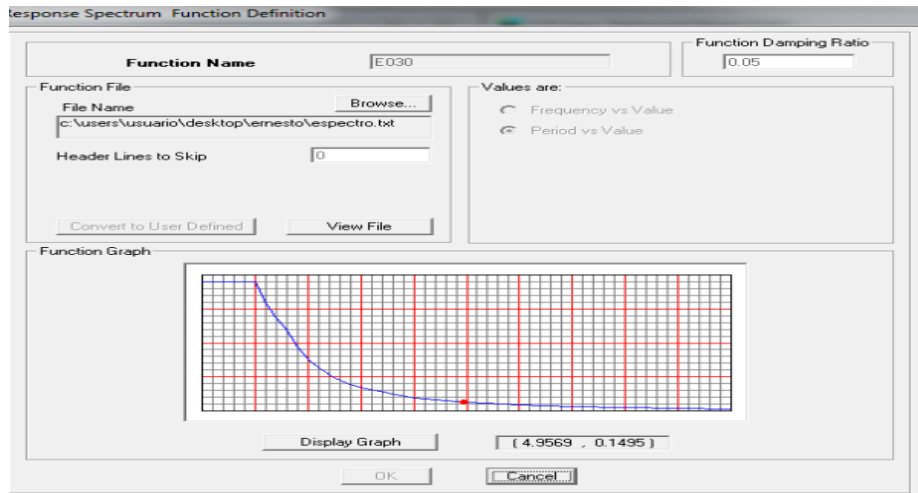 Response Spectrum Function Definition
Function Name
E030
Function Damping Ratio
0.05
Function File
File Name
Browse...
c:\users\usuario\desktop\ernesto\espectro.txt
Header Lines to Skip
0
Convert to User Defined
View File
Values are:
Frequency vs Value
Period vs Value
Function Graph
Display Graph
(4.9569 , 0.1495)
OK
Cancel